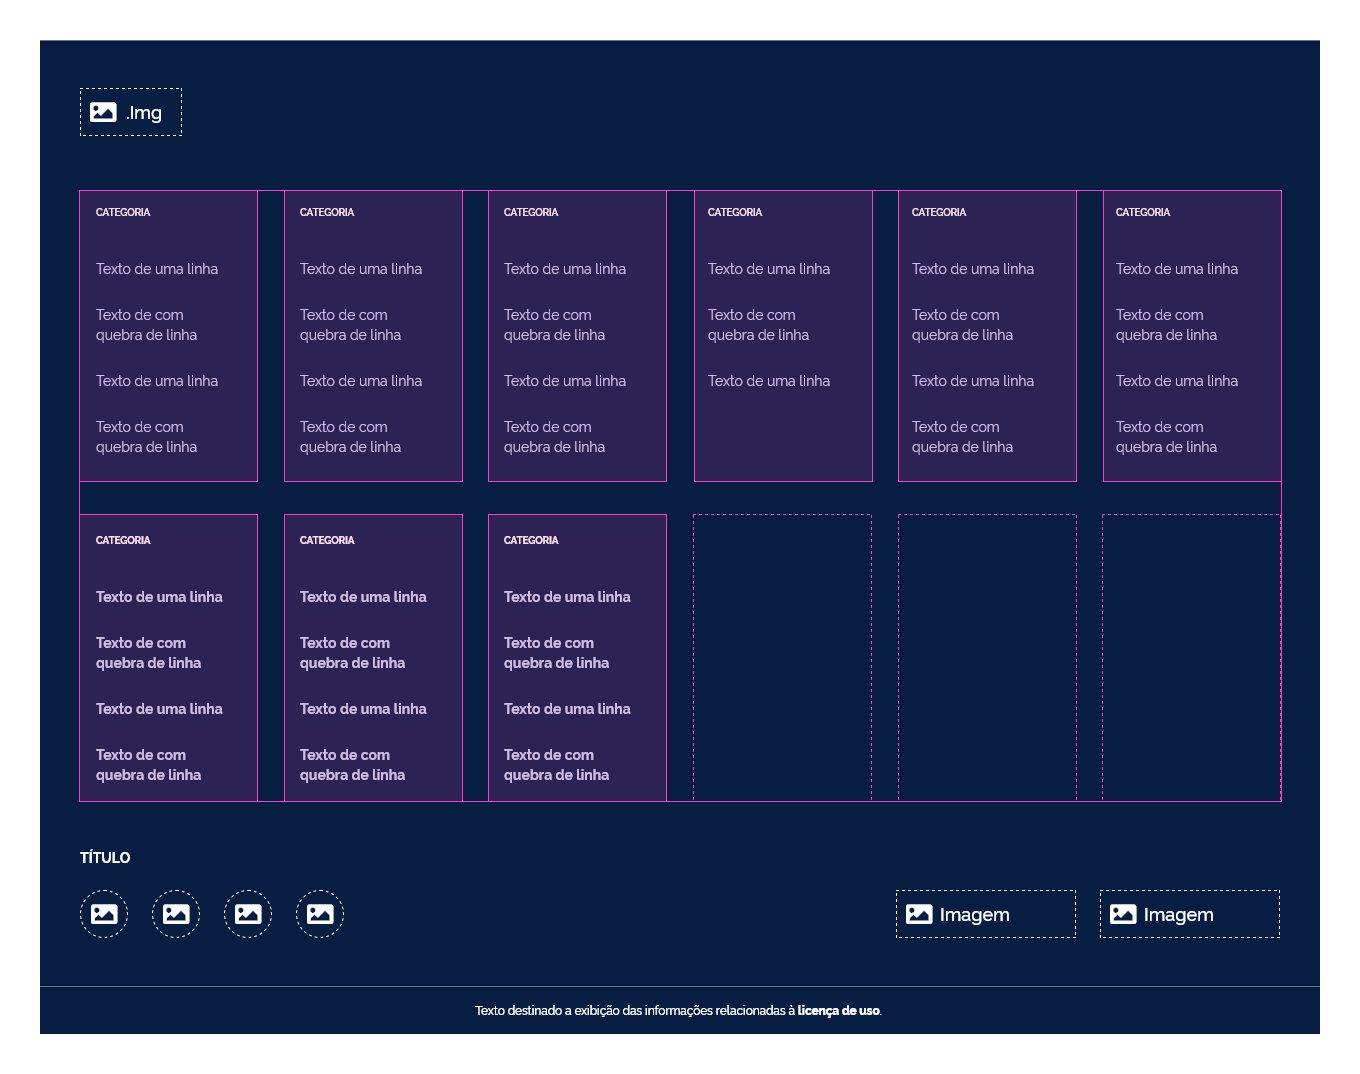 .Img
CATEGORIA
Texto de uma linha
Texto de com
quebra de linha
Texto de uma linha
Texto de com
quebra de linha
CATEGORIA
Texto de uma linha
Texto de com
quebra de linha
Texto de uma linha
Texto de com
quebra de linha
CATEGORIA
Texto de uma linha
Texto de com
quebra de linha
Texto de uma linha
Texto de com
quebra de linha
CATEGORIA
Texto de uma linha
Texto de com
quebra de linha
Texto de uma linha
CATEGORIA
Texto de uma linha
Texto de com
quebra de linha
Texto de uma linha
Texto de com
quebra de linha
CATEGORIA
Texto de uma linha
Texto de com
quebra de linha
Texto de uma linha
Texto de com
quebra de linha
CATEGORIA
Texto de uma linha
Texto de com
quebra de linha
Texto de uma linha
Texto de com
quebra de linha
CATEGORIA
Texto de uma linha
Texto de com
quebra de linha
Texto de uma linha
Texto de com
quebra de linha
CATEGORIA
Texto de uma linha
Texto de com
quebra de linha
Texto de uma linha
Texto de com
quebra de linha
TÍTULO
Imagem
Imagem
Texto destinado a exibição das informações relacionadas à licença de uso.